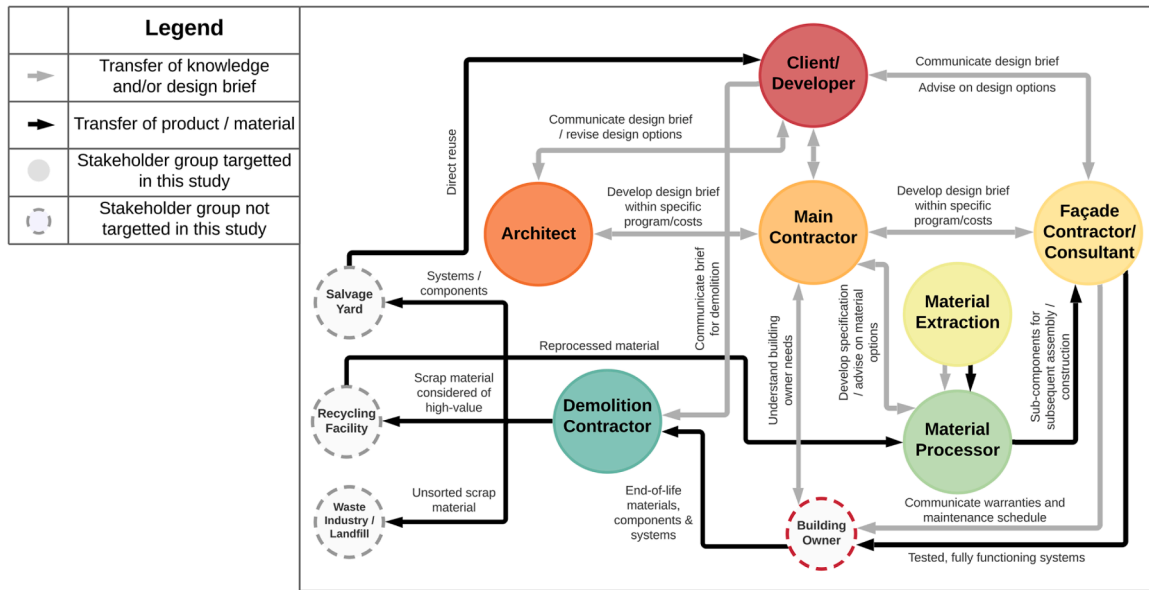 Legend
Transfer of knowledge
and/or design brief
Transfer of product / material
Stakeholder group targetted
in this study
Stakeholder group not
targetted in this study
Client/
Developer
Communicate design brief
Advise on design options
Communicate design brief
/ revise design options
Direct reuse
Architect
Develop design brief
within specific
program/costs
Main
Contractor
Develop design brief
within specific
program/costs
Façade
Contractor/
Consultant
Communicate brief
for demolition
Salvage
Yard
Systems /
components
Material
Extraction
Develop specification
/ advise on material
options
Understand building
owner needs
Sub-components for
subsequent assembly /
construction
Reprocessed material
Recycling
Facility
Scrap material
considered of
high-value
Demolition
Contractor
Material
Processor
Waste
Industry /
Landfill
Unsorted scrap
material
End-of-life
materials,
components &
systems
Building
Owner
Communicate warranties and
maintenance schedule
Tested, fully functioning systems